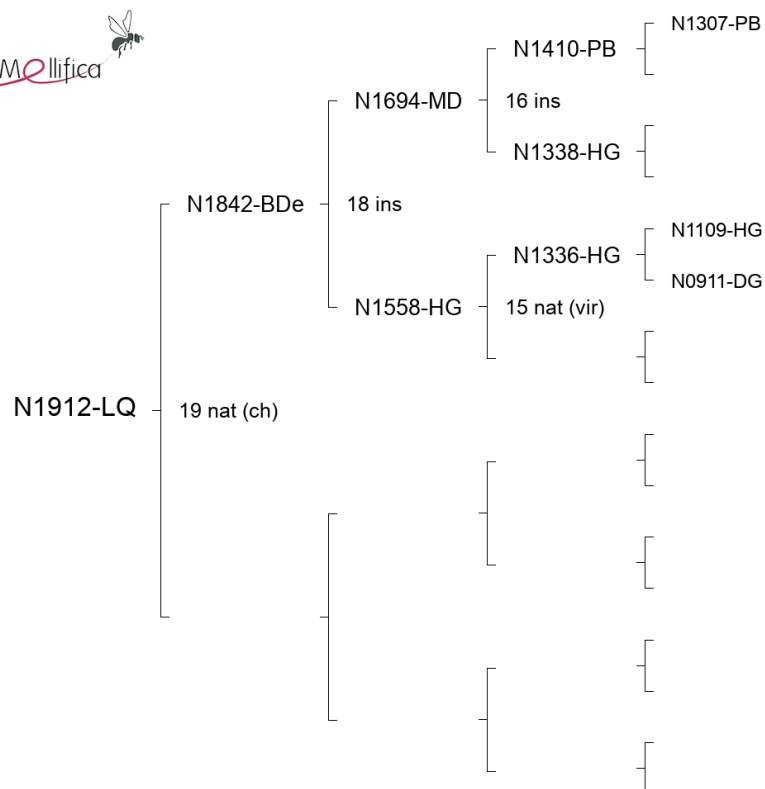 Mellifica
N1307-PB
N1410-PB
N1694-MD
16 ins
N1338-HG
N1842-BDe
18 ins
N1109-HG
N1336-HG
N0911-DG
N1558-HG
15 nat (vir)
N1912-LQ
19 nat (ch)